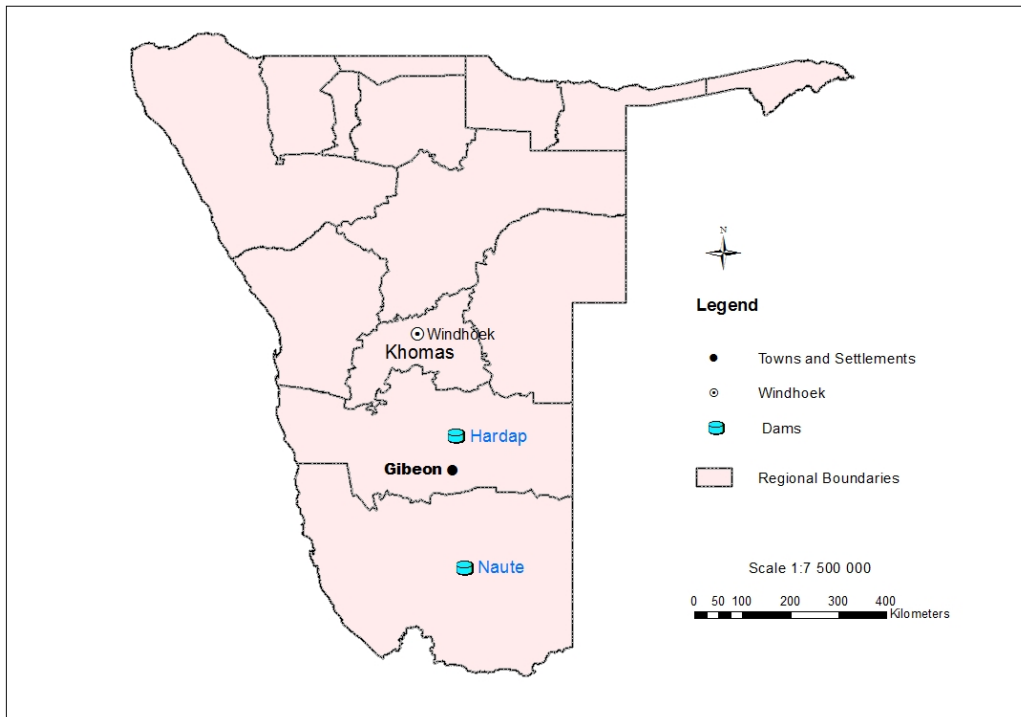 N
Windhoek
Khomas
Hardap
Gibeon
Naute
Legend
Towns and Settlements
Windhoek
Dams
Regional Boundaries
Scale 1:7 500 000
0 50 100 200 300 400
Kilometers